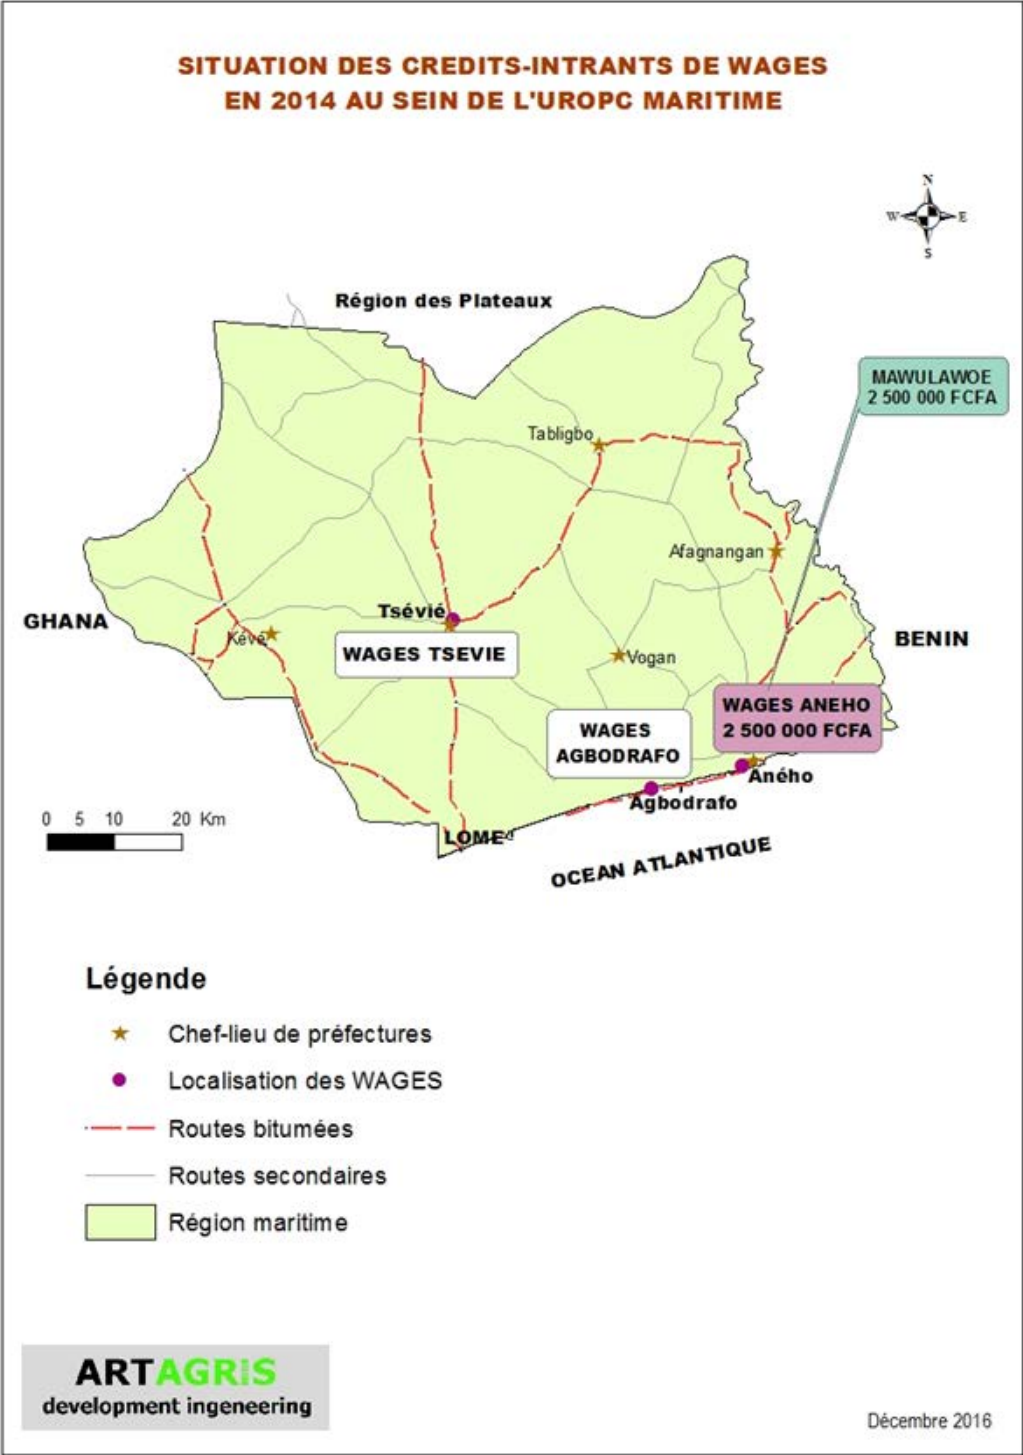 SITUATION DES CREDITS-INTRANTS DE WAGES
EN 2014 AU SEIN DE L'UROPC MARITIME
N
W E
S
Région des Plateaux
MAWULAWOE
2 500 000 FCFA
Tabligbo
Afagnangan
GHANA
Tsévié
Kévé
BENIN
WAGES TSEVIE
Vogan
WAGES ANEHO
2 500 000 FCFA
WAGES
AGBODRAFO
Aného
Agbodrafo
0 5 10 20 Km
LOME
OCEAN ATLANTIQUE
Légende
Chef-lieu de préfectures
Localisation des WAGES
Routes bitumées
Routes secondaires
Région maritime
ARTAGRIS
development ingeneering
Décembre 2016